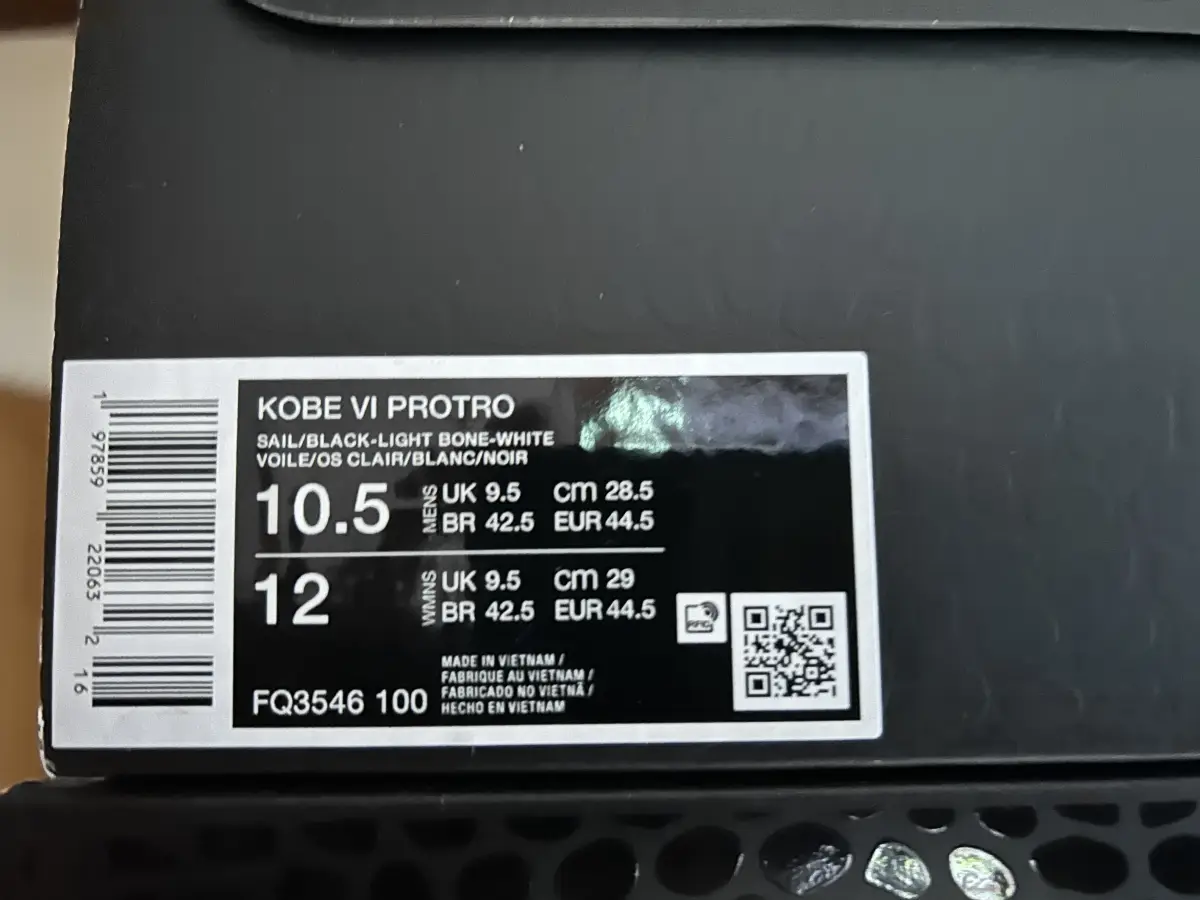 KOBE VI PROTRO
SAIL/BLACK-LIGHT BONE-WHITE
VOILE/OS CLAIR/BLANC/NOIR
10.5 MENS UK 9.5 CM 28.5
BR 42.5 EUR 44.5
12 WMNS UK 9.5 CM 29
BR 42.5 EUR 44.5
FQ3546 100
MADE IN VIETNAM /
FABRIQUE AU VIETNAM /
FABRICADO NO VIETNÃ /
HECHO EN VIETNAM
1 97859 22063 2 16